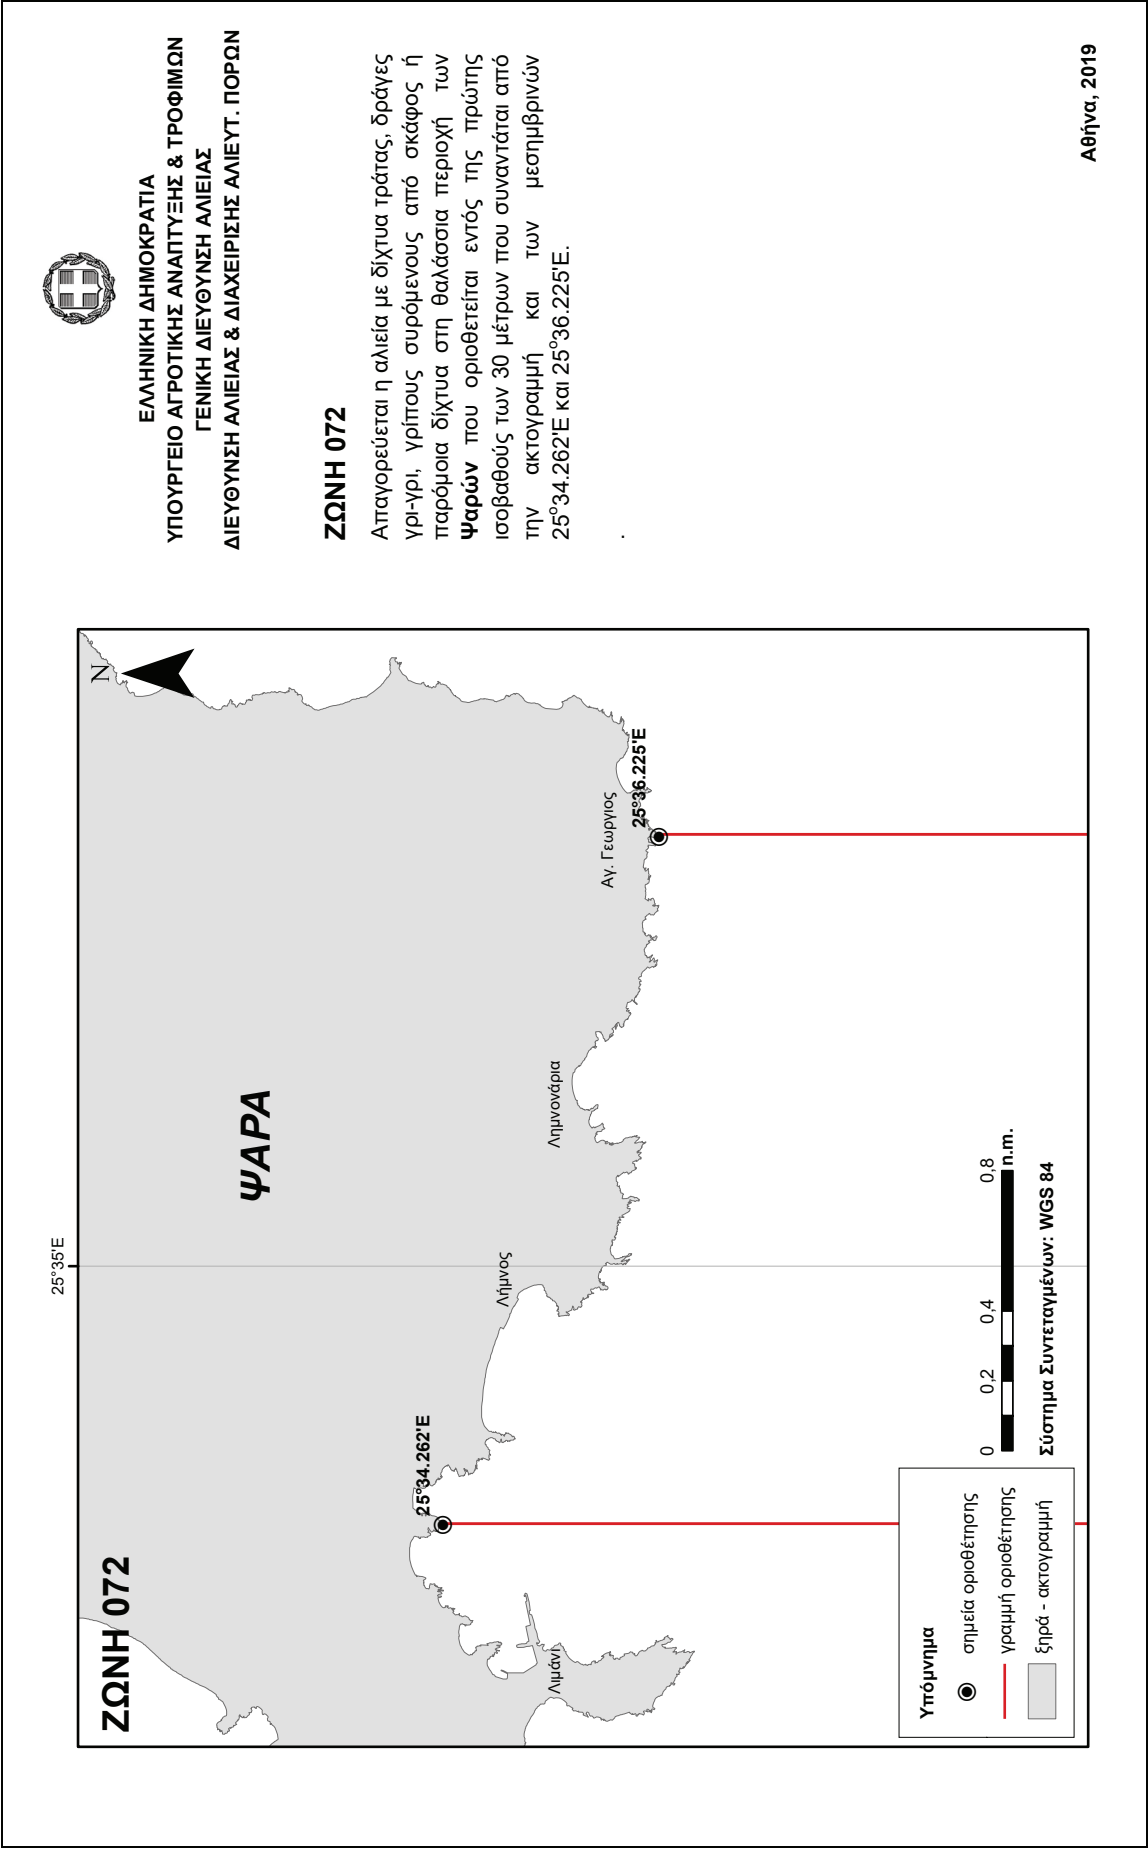 ΕΛΛΗΝΙΚΗ ΔΗΜΟΚΡΑΤΙΑ
ΥΠΟΥΡΓΕΙΟ ΑΓΡΟΤΙΚΗΣ ΑΝΑΠΤΥΞΗΣ & ΤΡΟΦΙΜΩΝ
ΓΕΝΙΚΗ ΔΙΕΥΘΥΝΣΗ ΑΛΙΕΙΑΣ
ΔΙΕΥΘΥΝΣΗ ΑΛΙΕΙΑΣ & ΔΙΑΧΕΙΡΙΣΗΣ ΑΛΙΕΥΤ. ΠΟΡΩΝ
ΖΩΝΗ 072
Απαγορεύεται η αλιεία με δίχτυα τράτας, δράγες
γρι-γρι, γρίπους συρόμενους από σκάφος ή
παρόμοια δίχτυα στη θαλάσσια περιοχή των
Ψαρών που οριοθετείται εντός της πρώτης
ισοβαθούς των 30 μέτρων που συναντάται από
την ακτογραμμή και των μεσημβρινών
25°34.262'E και 25°36.225'E.
.
Αθήνα, 2019
25°35'E
ΖΩΝΗ 072
N
ΨΑΡΑ
25°34.262'E
Λήμνος
Λημνονάρια
Αγ. Γεωργιος
25°36.225'E
Λιμάνι
Υπόμνημα
σημεία οριοθέτησης
γραμμή οριοθέτησης
ξηρά - ακτογραμμή
0 0,2 0,4 0,8
n.m.
Σύστημα Συντεταγμένων: WGS 84